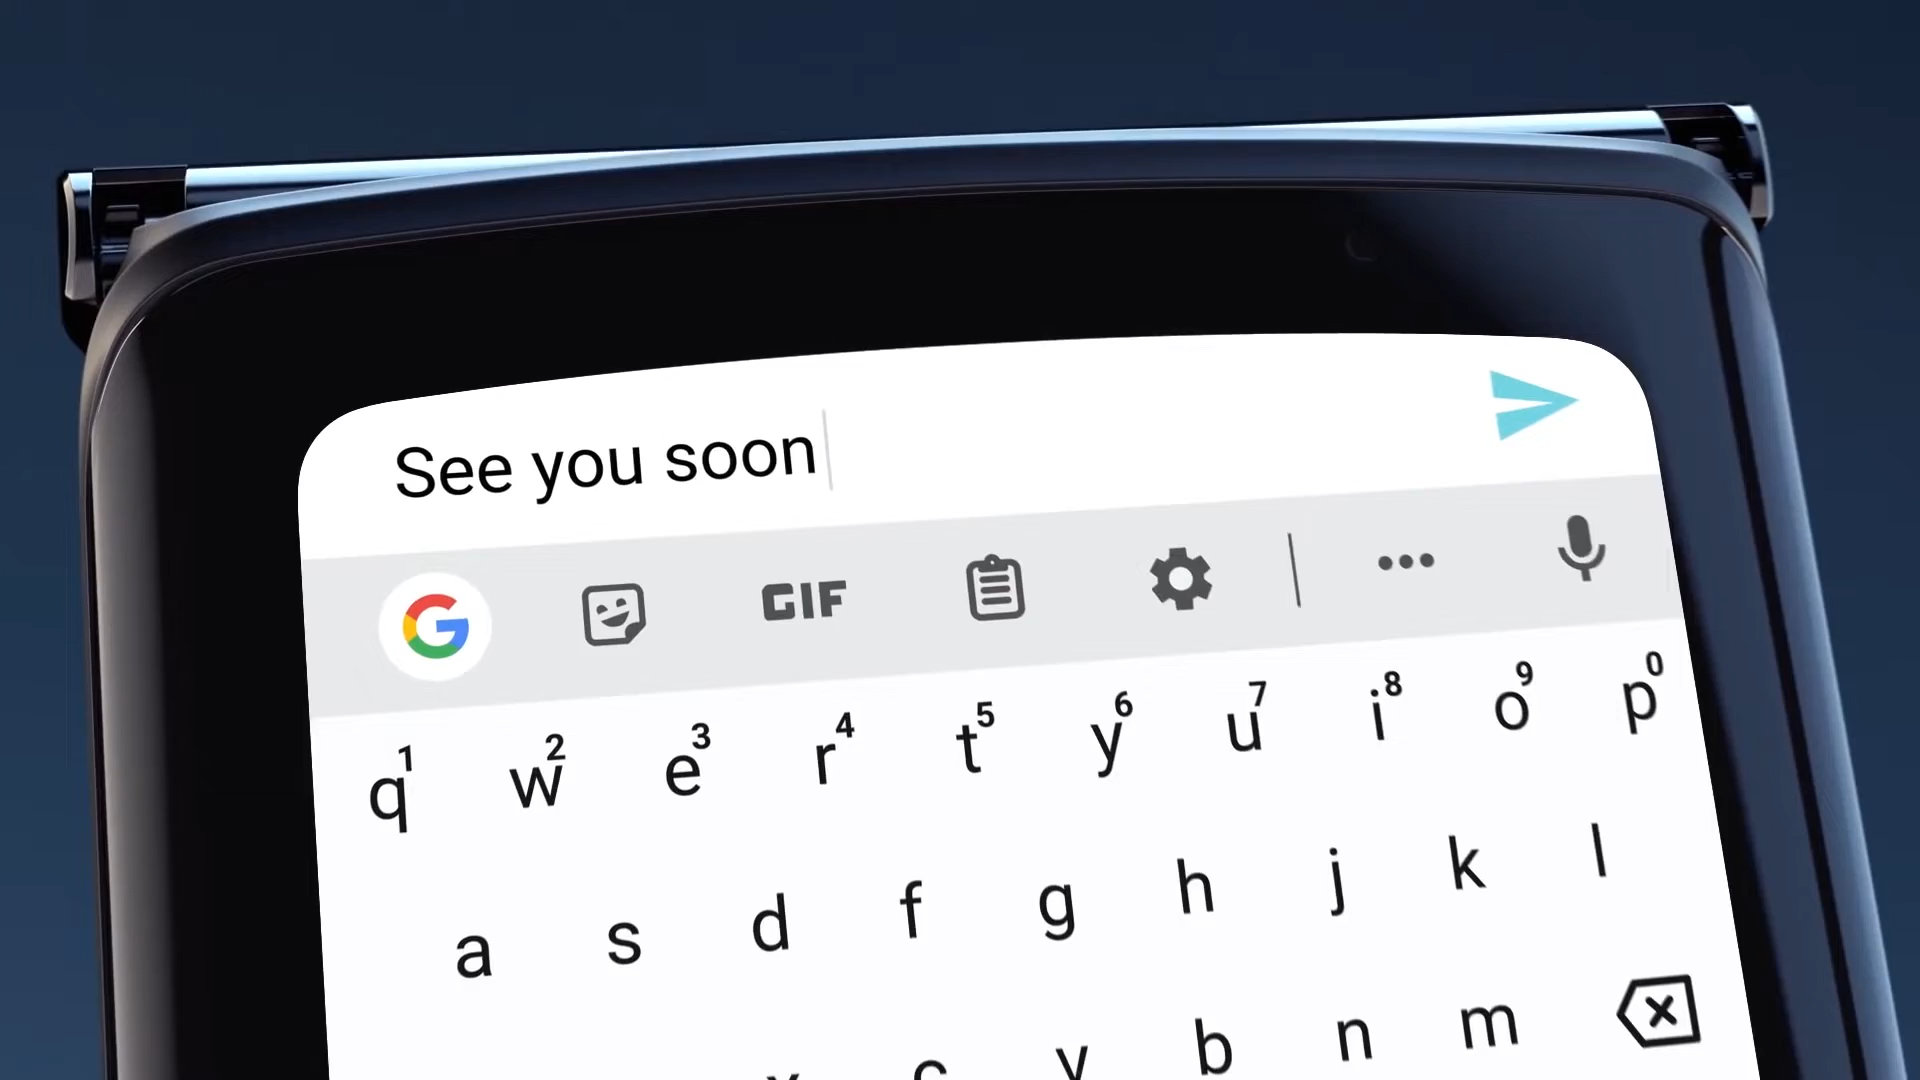 See you soon
G GIF
q1 w2 e3 r4 t5 y6 u7 i8 o9 p0
a s d f g h j k l
x c v b n m